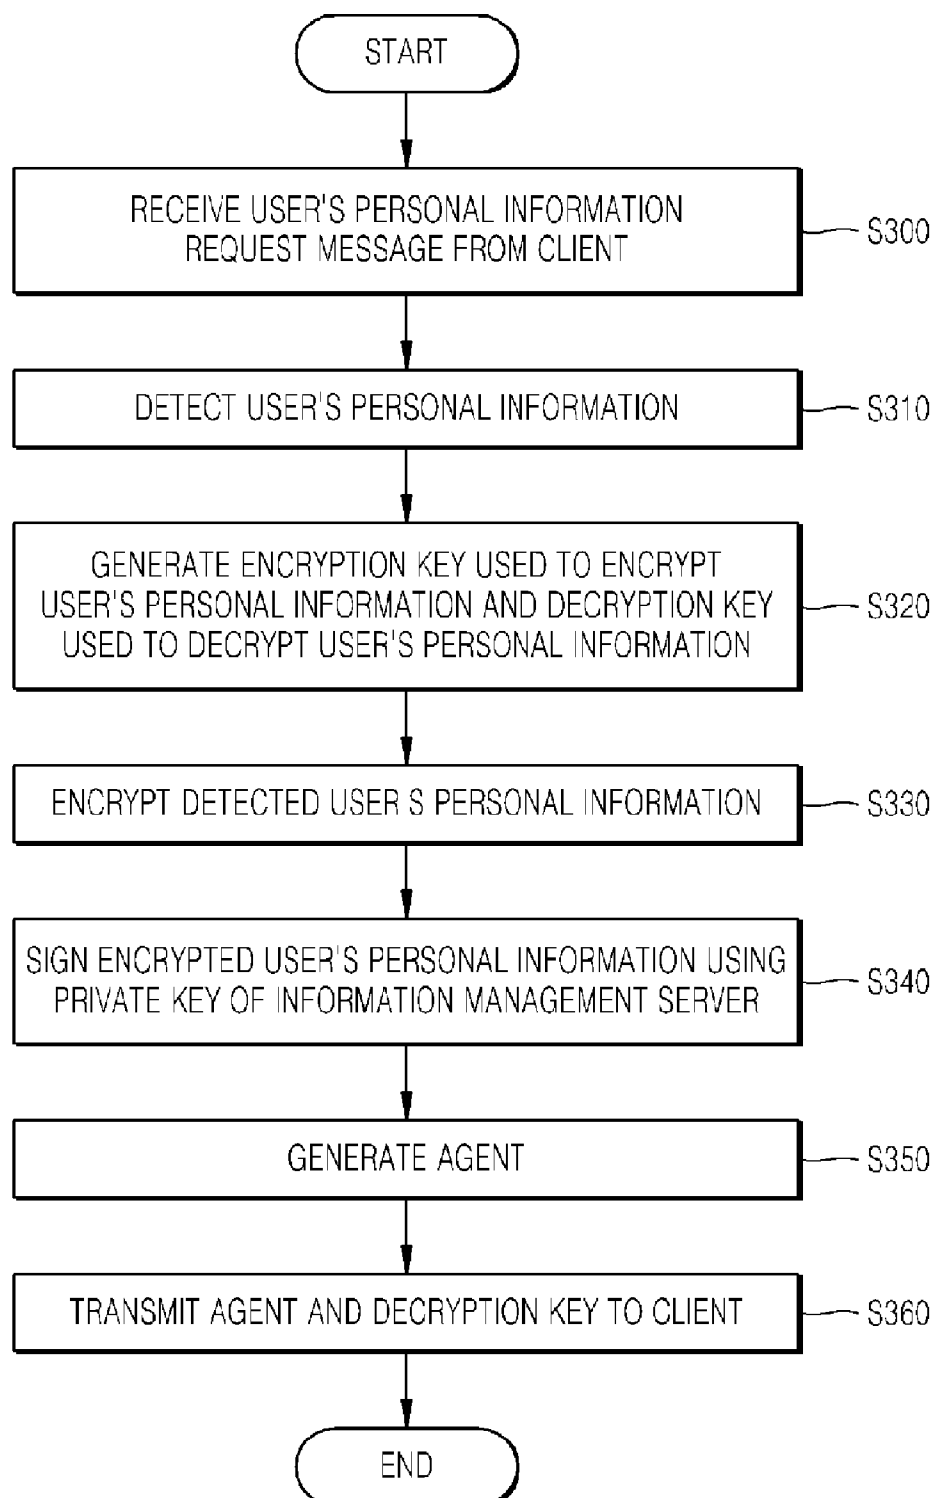 START
RECEIVE USER'S PERSONAL INFORMATION
REQUEST MESSAGE FROM CLIENT
S300
DETECT USER'S PERSONAL INFORMATION
S310
GENERATE ENCRYPTION KEY USED TO ENCRYPT
USER'S PERSONAL INFORMATION AND DECRYPTION KEY
USED TO DECRYPT USER'S PERSONAL INFORMATION
S320
ENCRYPT DETECTED USER S PERSONAL INFORMATION
S330
SIGN ENCRYPTED USER'S PERSONAL INFORMATION USING
PRIVATE KEY OF INFORMATION MANAGEMENT SERVER
S340
GENERATE AGENT
S350
TRANSMIT AGENT AND DECRYPTION KEY TO CLIENT
S360
END